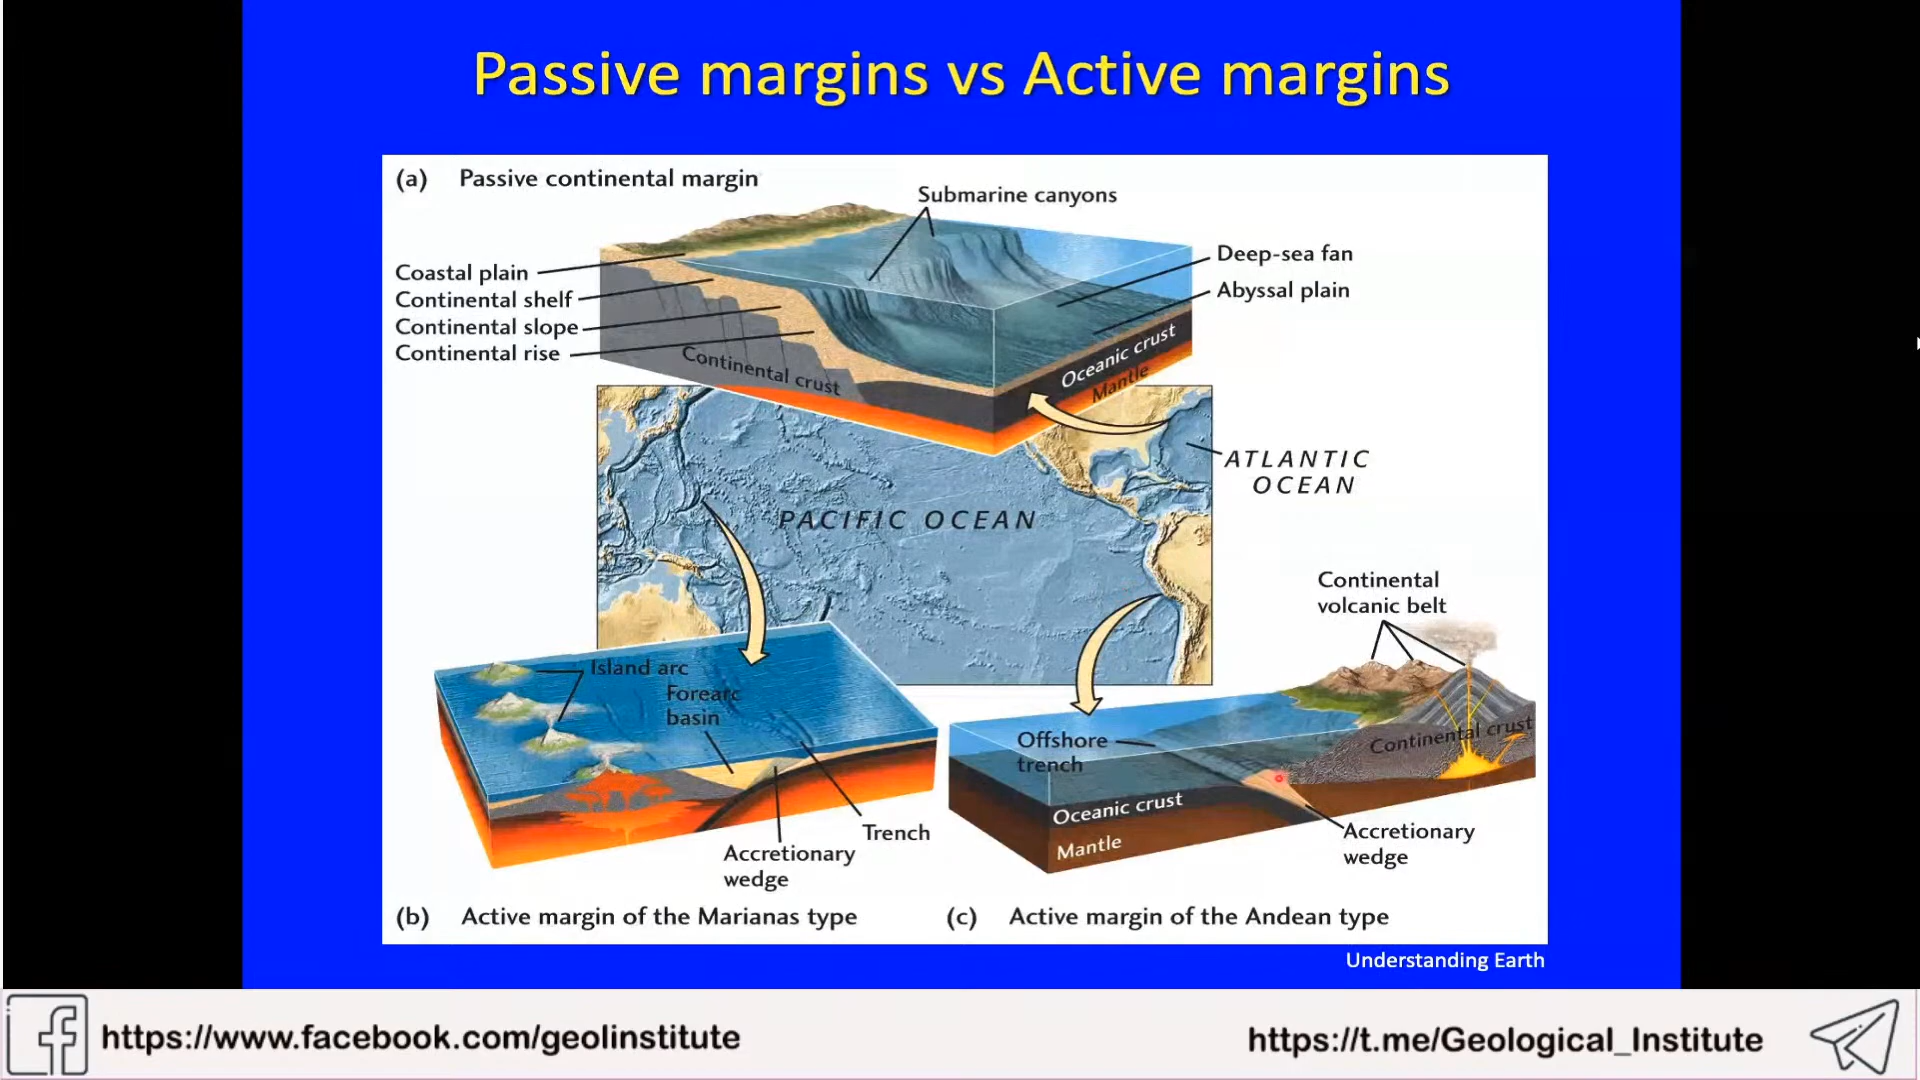 Passive margins vs Active margins
(a) Passive continental margin
Submarine canyons
Deep-sea fan
Abyssal plain
Coastal plain
Continental shelf
Continental slope
Continental rise
Continental crust
Oceanic crust
Mantle
ATLANTIC
OCEAN
PACIFIC OCEAN
Continental
volcanic belt
Island arc
Forearc
basin
Trench
Accretionary
wedge
Offshore
trench
Continental crust
Oceanic crust
Mantle
Accretionary
wedge
(b) Active margin of the Marianas type
(c) Active margin of the Andean type
Understanding Earth
https://www.facebook.com/geolinstitute
https://t.me/Geological_Institute